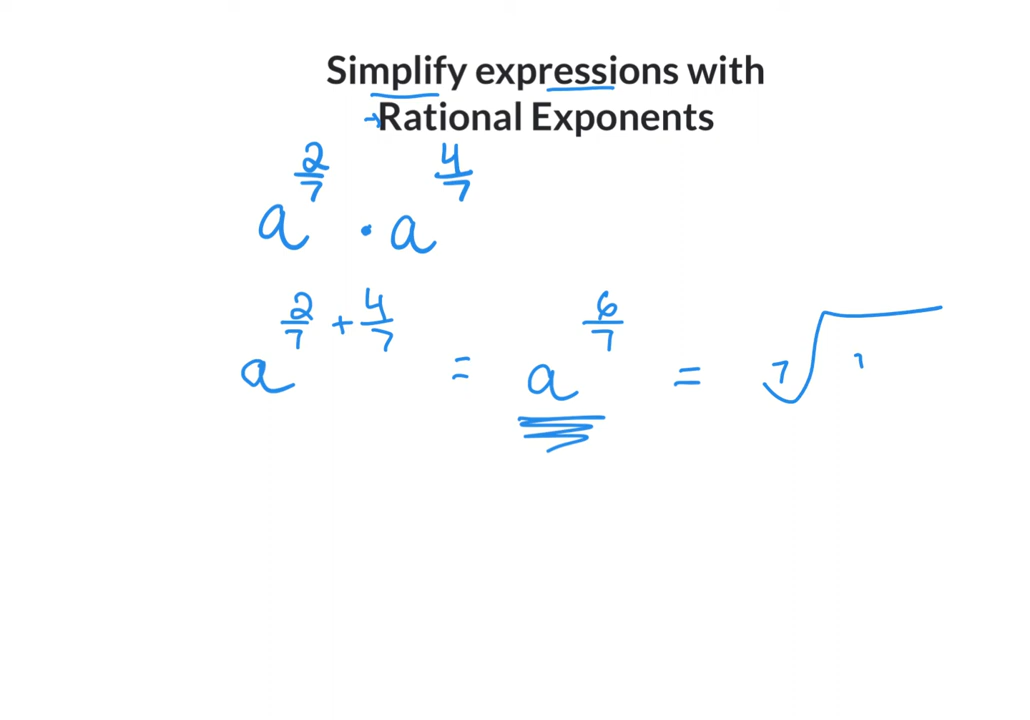 Simplify expressions with
→Rational Exponents
a^(2/7) · a^(4/7)
a^(2/7 + 4/7) = a^(6/7) = ⁷√